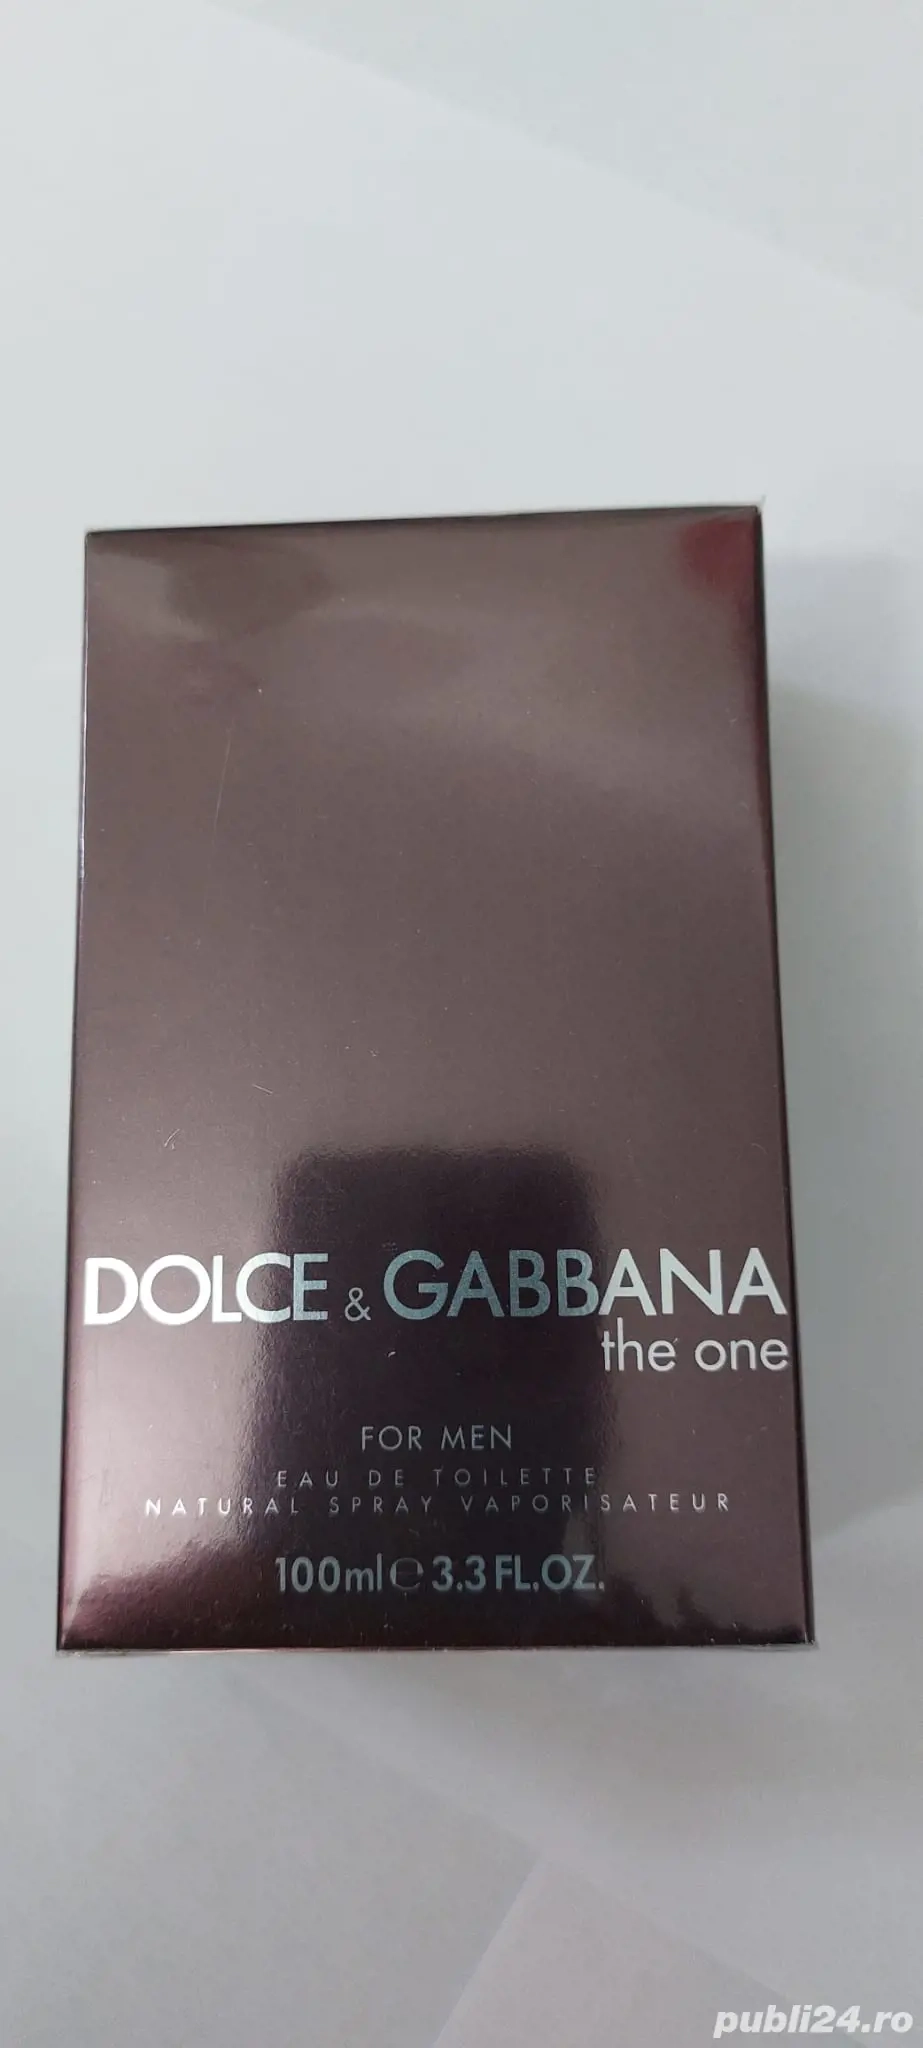 DOLCE & GABBANA
the one
FOR MEN
EAU DE TOILETTE
NATURAL SPRAY VAPORISATEUR
100ml ℮ 3.3 FL.OZ.
publi24.ro